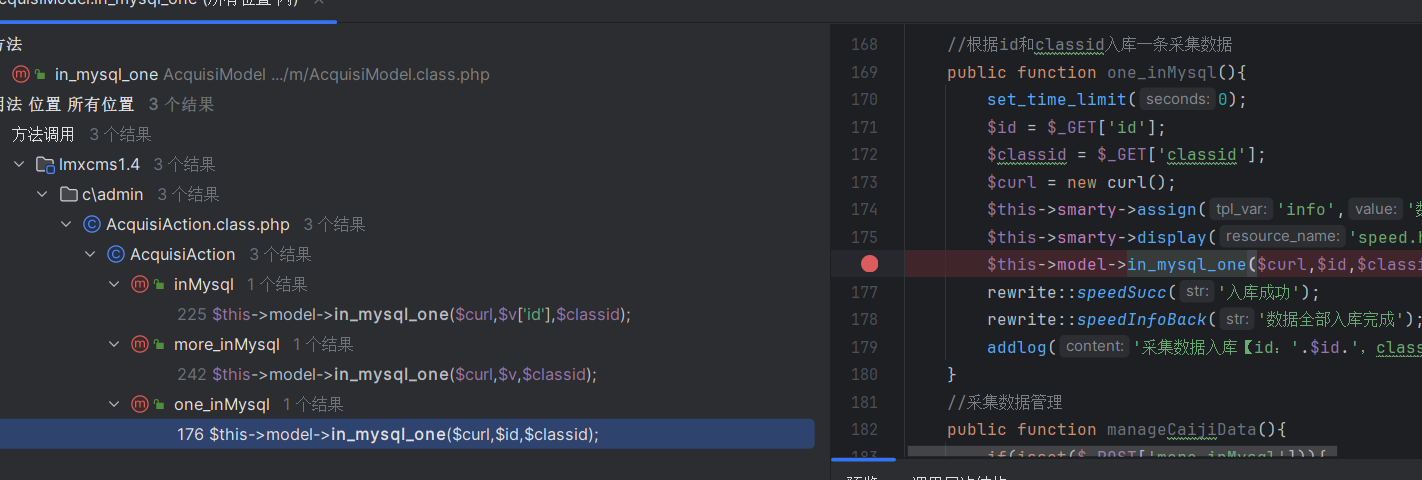 AcquisiModel.in_mysql_one (所有位置 中)
方法
in_mysql_one AcquisiModel .../m/AcquisiModel.class.php
用法 位置 所有位置 3 个结果
方法调用 3 个结果
lmxcms1.4 3 个结果
c\admin 3 个结果
AcquisiAction.class.php 3 个结果
AcquisiAction 3 个结果
inMysql 1 个结果
225 $this->model->in_mysql_one($curl,$v['id'],$classid);
more_inMysql 1 个结果
242 $this->model->in_mysql_one($curl,$v,$classid);
one_inMysql 1 个结果
176 $this->model->in_mysql_one($curl,$id,$classid);
168 //根据id和classid入库一条采集数据
169 public function one_inMysql(){
170 set_time_limit( seconds: 0);
171 $id = $_GET['id'];
172 $classid = $_GET['classid'];
173 $curl = new curl();
174 $this->smarty->assign( tpl_var: 'info', value: '数
175 $this->smarty->display( resource_name: 'speed.h
$this->model->in_mysql_one($curl,$id,$classi
177 rewrite::speedSucc( str: '入库成功');
178 rewrite::speedInfoBack( str: '数据全部入库完成');
179 addlog( content: '采集数据入库【id：'.$id.'，class
180 }
181 //采集数据管理
182 public function manageCaijiData(){
183 if(isset($_POST['more_inMysql'])){